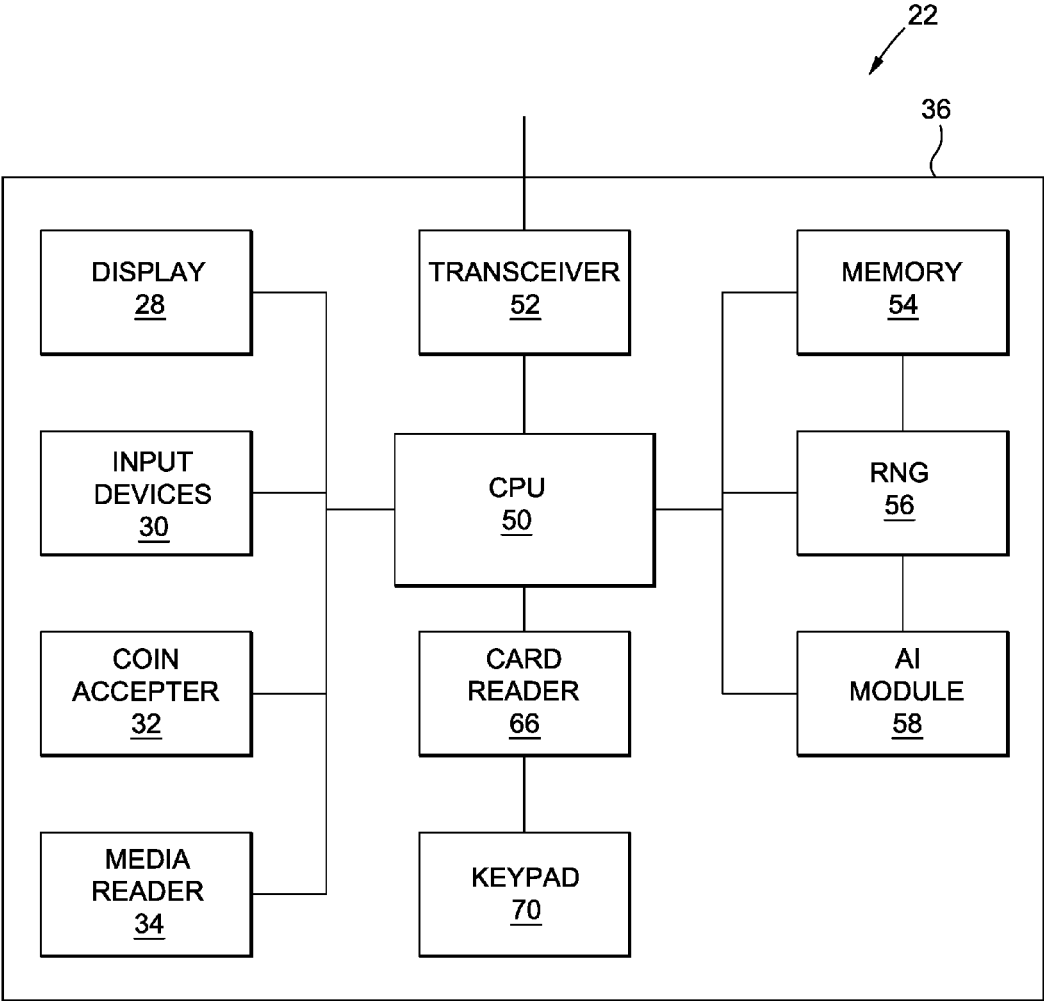 22
36
DISPLAY
28
TRANSCEIVER
52
MEMORY
54
INPUT
DEVICES
30
CPU
50
RNG
56
COIN
ACCEPTER
32
CARD
READER
66
AI
MODULE
58
MEDIA
READER
34
KEYPAD
70